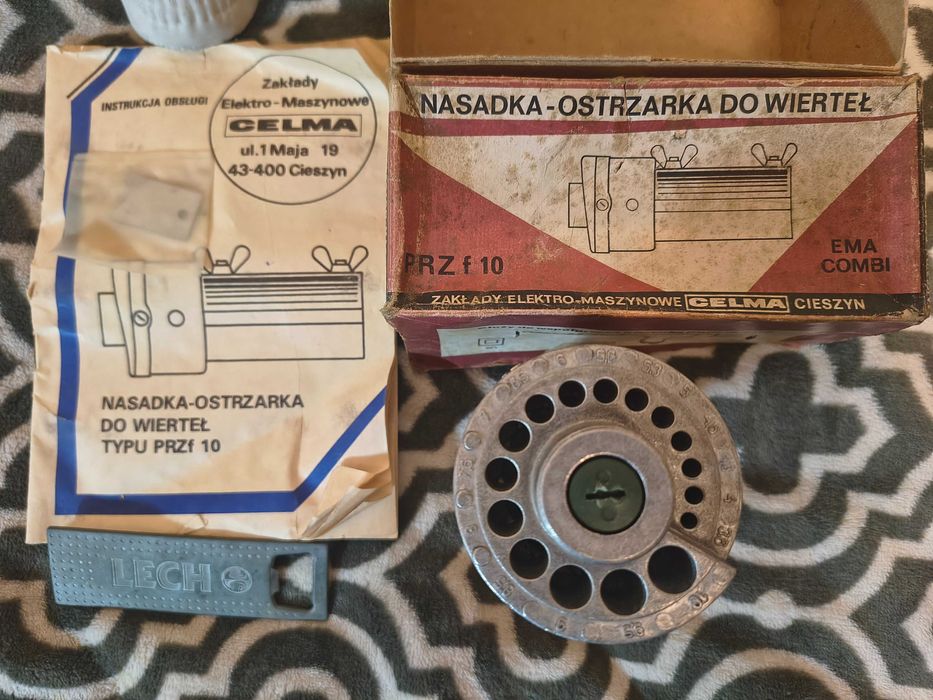 INSTRUKCJA OBSŁUGI
Zakłady
Elektro-Maszynowe
CELMA
ul.1 Maja 19
43-400 Cieszyn
NASADKA-OSTRZARKA
DO WIERTEŁ
TYPU PRZf 10
NASADKA-OSTRZARKA DO WIERTEŁ
PRZ f 10
EMA
COMBI
ZAKŁADY ELEKTRO-MASZYNOWE CELMA CIESZYN
LECH